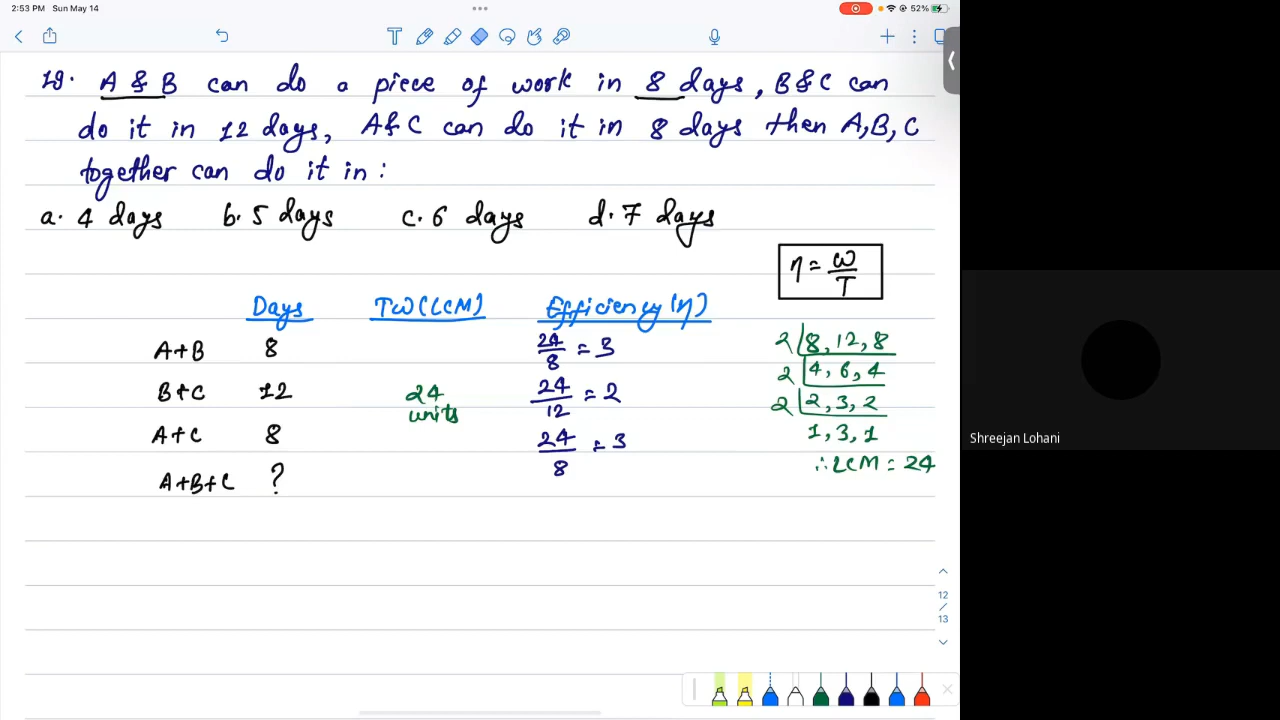 2:53 PM Sun May 14
52%
18. A & B can do a piece of work in 8 days, B&C can
do it in 12 days, A&C can do it in 8 days then A, B, C
together can do it in :
a. 4 days b. 5 days c. 6 days d. 7 days
η = ω/T
Days TW(LCM) Efficiency (η)
A+B 8 24/8 = 3
B+C 12 24 units 24/12 = 2
A+C 8 24/8 = 3
A+B+C ?
2 | 8, 12, 8
2 | 4, 6, 4
2 | 2, 3, 2
1, 3, 1
∴ LCM = 24
Shreejan Lohani
12
/
13